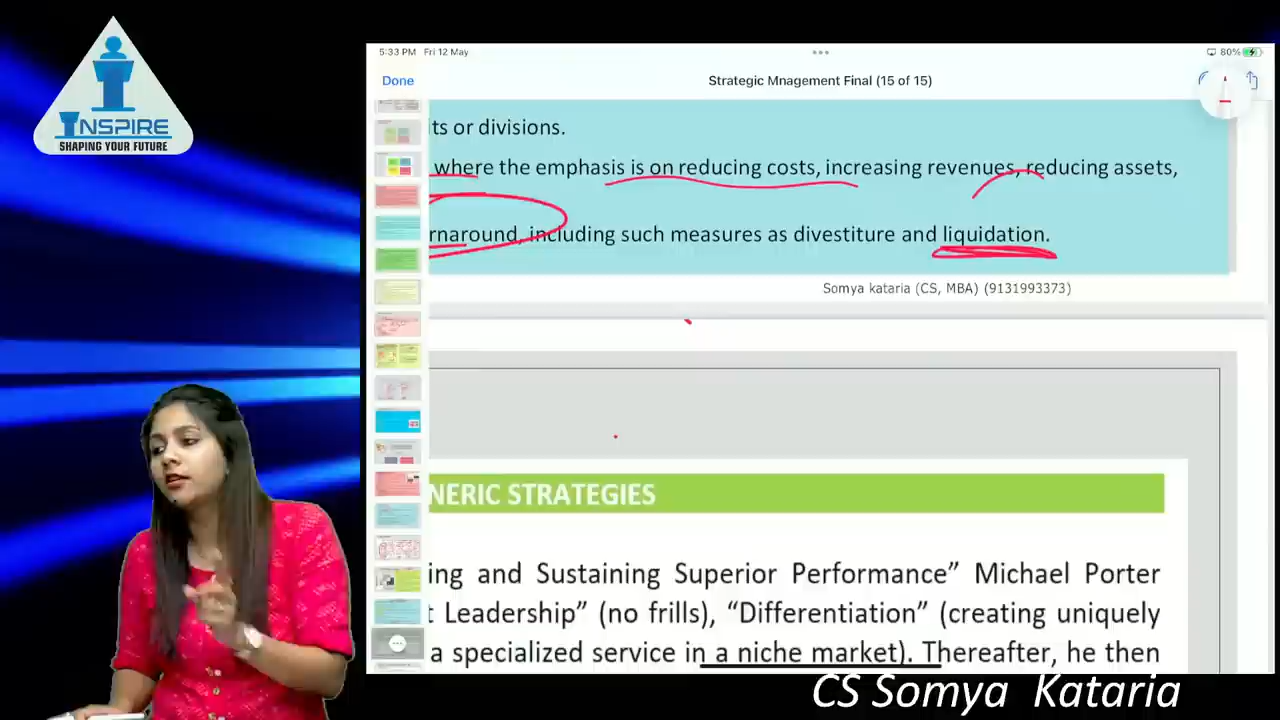 INSPIRE
SHAPING YOUR FUTURE
5:33 PM Fri 12 May
80%
Done
Strategic Mnagement Final (15 of 15)
lts or divisions.
where the emphasis is on reducing costs, increasing revenues, reducing assets,
rnaround, including such measures as divestiture and liquidation.
Somya kataria (CS, MBA) (9131993373)
NERIC STRATEGIES
ing and Sustaining Superior Performance” Michael Porter
t Leadership” (no frills), “Differentiation” (creating uniquely
a specialized service in a niche market). Thereafter, he then
CS Somya Kataria